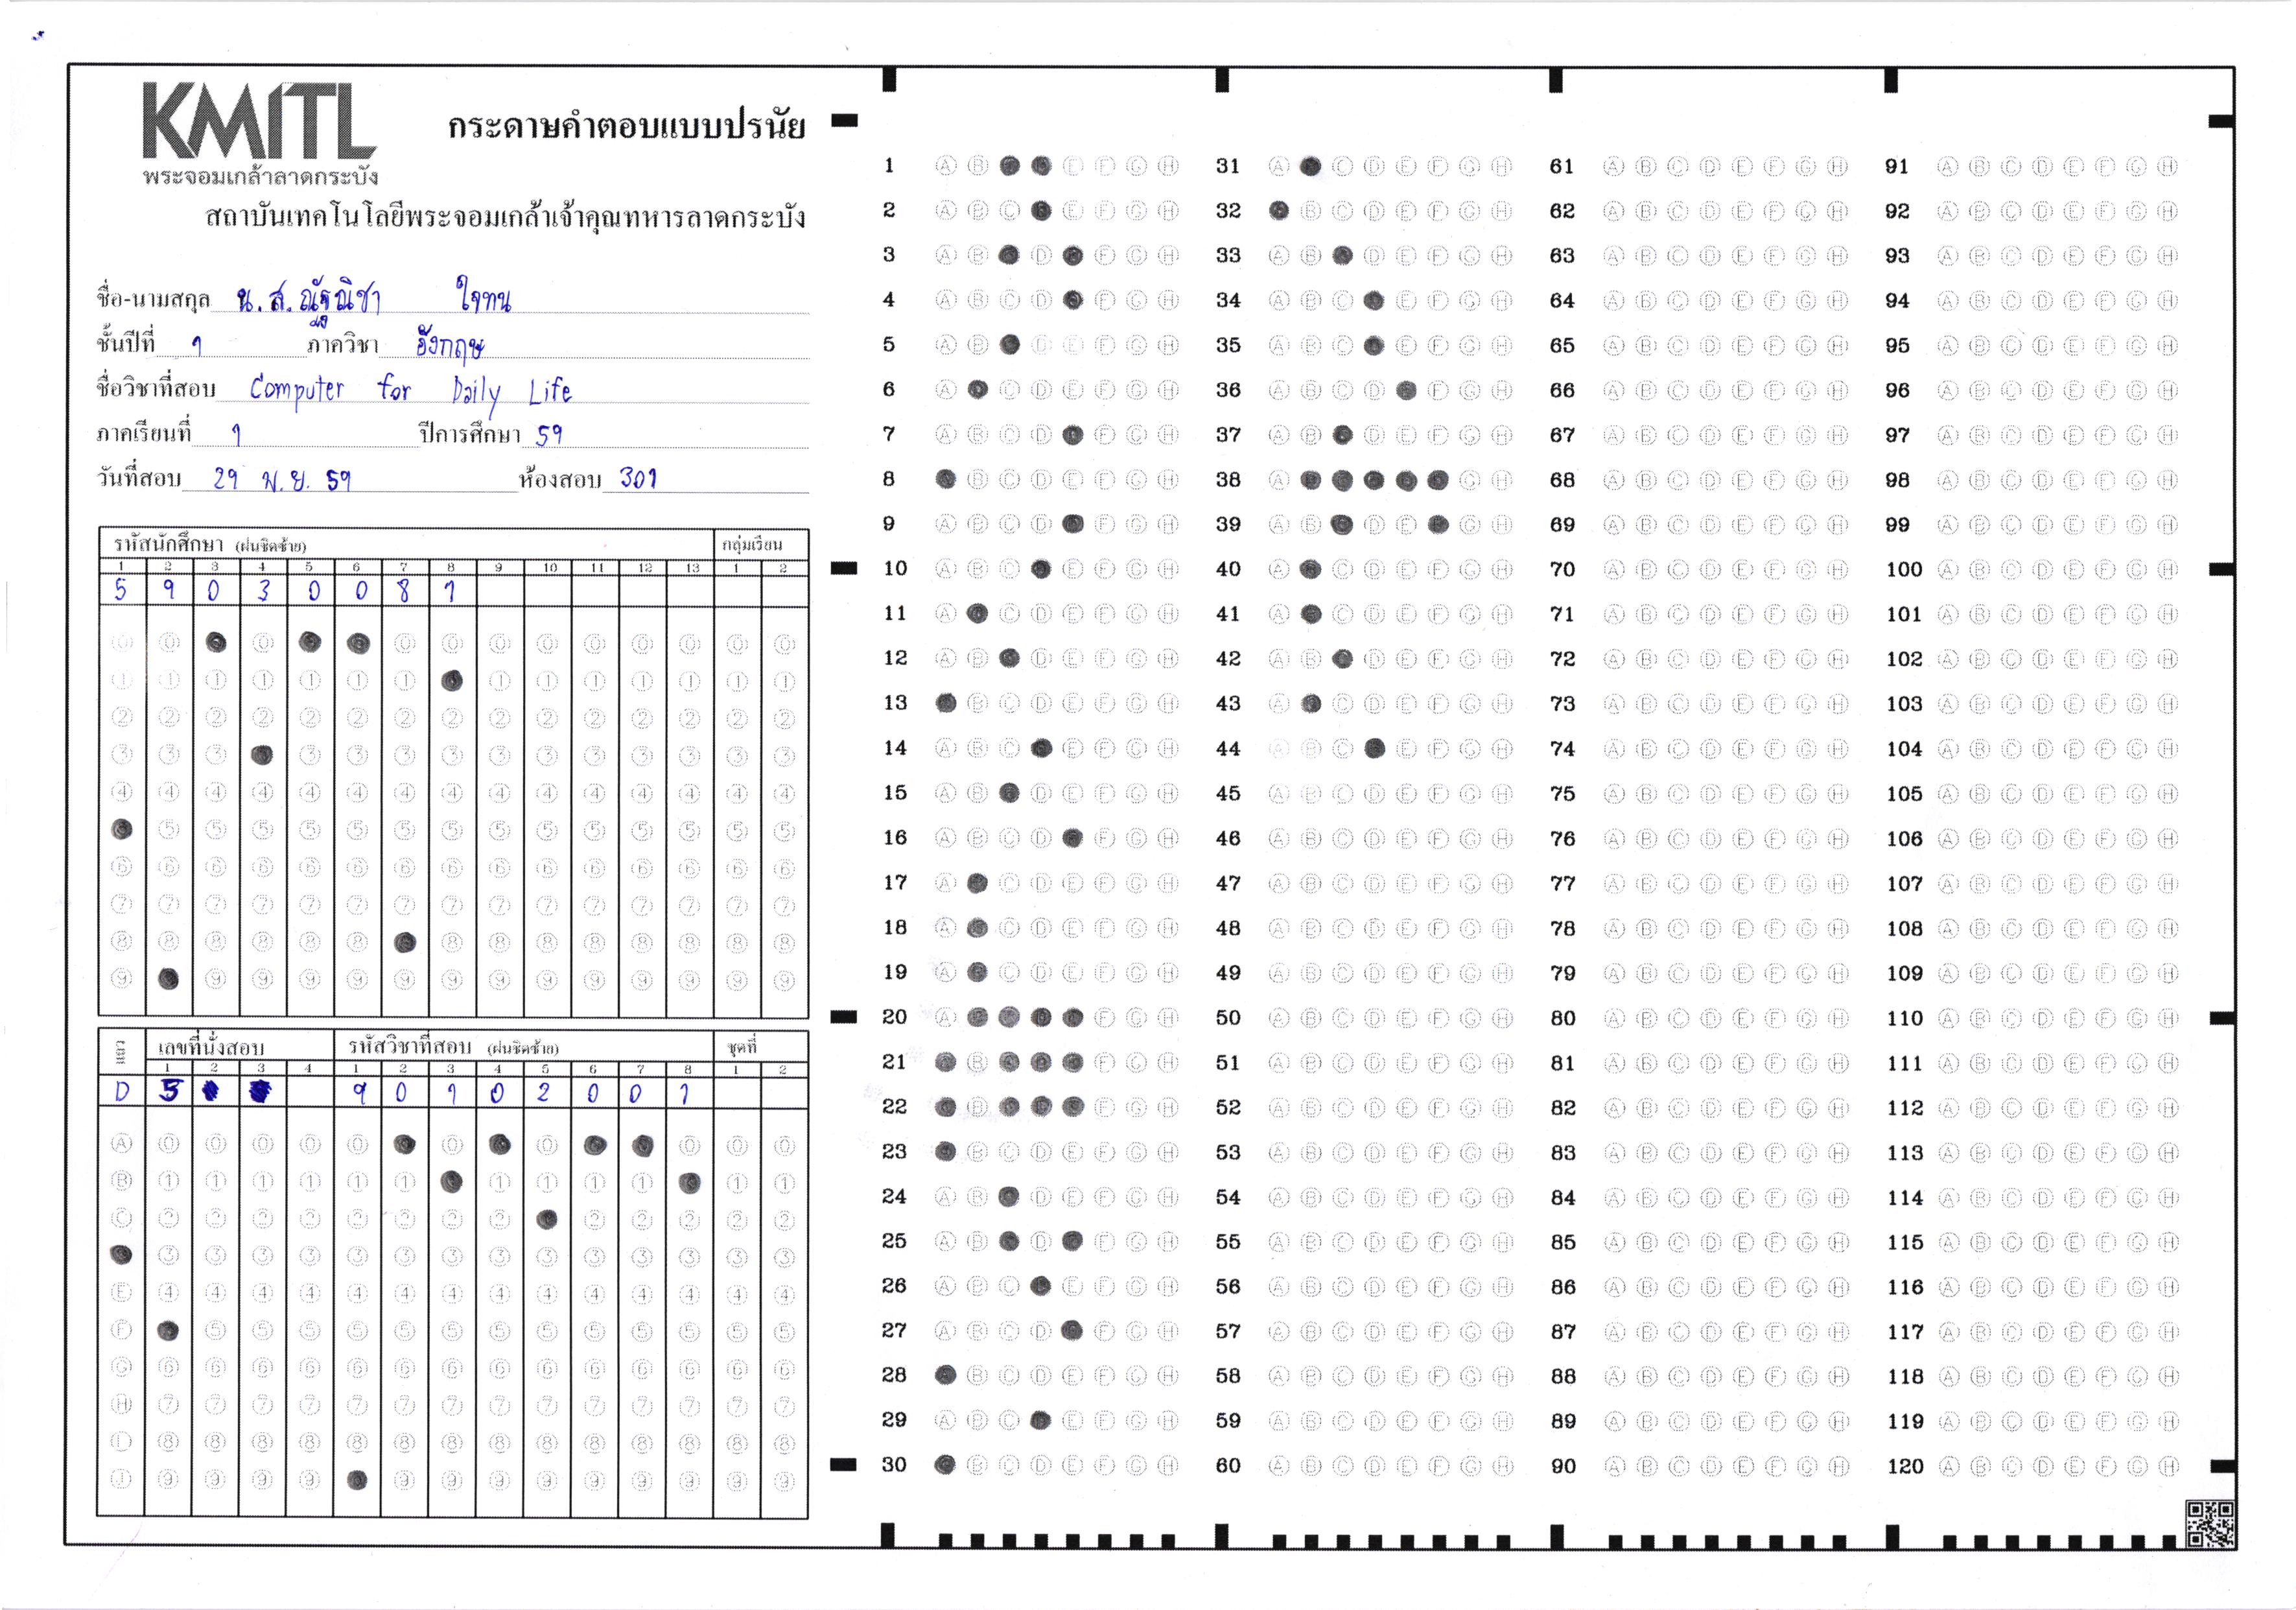 KMITL
พระจอมเกล้าลาดกระบัง
กระดาษคำตอบแบบปรนัย
สถาบันเทคโนโลยีพระจอมเกล้าเจ้าคุณทหารลาดกระบัง
ชื่อ-นามสกุล น.ส.ณัฐณิชา ใจทน
ชั้นปีที่ 1 ภาควิชา อังกฤษ
ชื่อวิชาที่สอบ Computer for Daily Life
ภาคเรียนที่ 1 ปีการศึกษา 59
วันที่สอบ 29 พ.ย. 59 ห้องสอบ 301
รหัสนักศึกษา (ฝนชิดซ้าย) กลุ่มเรียน
1 2 3 4 5 6 7 8 9 10 11 12 13 1 2
5 9 0 3 0 0 8 1
แถว เลขที่นั่งสอบ รหัสวิชาที่สอบ (ฝนชิดซ้าย) ชุดที่
1 2 3 4 1 2 3 4 5 6 7 8 1 2
D 5 9 0 1 0 2 0 0 1
1 A B E F G H 31 A C D E F G H 61 A B C D E F G H 91 A B C D E F G H
2 A B C E F G H 32 B C D E F G H 62 A B C D E F G H 92 A B C D E F G H
3 A B D F G H 33 A B D E F G H 63 A B C D E F G H 93 A B C D E F G H
4 A B C D F G H 34 A B C E F G H 64 A B C D E F G H 94 A B C D E F G H
5 A B D E F G H 35 A B C E F G H 65 A B C D E F G H 95 A B C D E F G H
6 A C D E F G H 36 A B C D F G H 66 A B C D E F G H 96 A B C D E F G H
7 A B C D F G H 37 A B D E F G H 67 A B C D E F G H 97 A B C D E F G H
8 B C D E F G H 38 A G H 68 A B C D E F G H 98 A B C D E F G H
9 A B C D F G H 39 A B D E G H 69 A B C D E F G H 99 A B C D E F G H
10 A B C E F G H 40 A C D E F G H 70 A B C D E F G H 100 A B C D E F G H
11 A C D E F G H 41 A C D E F G H 71 A B C D E F G H 101 A B C D E F G H
12 A B D E F G H 42 A B D E F G H 72 A B C D E F G H 102 A B C D E F G H
13 B C D E F G H 43 A C D E F G H 73 A B C D E F G H 103 A B C D E F G H
14 A B C E F G H 44 A B C E F G H 74 A B C D E F G H 104 A B C D E F G H
15 A B D E F G H 45 A B C D E F G H 75 A B C D E F G H 105 A B C D E F G H
16 A B C D F G H 46 A B C D E F G H 76 A B C D E F G H 106 A B C D E F G H
17 A C D E F G H 47 A B C D E F G H 77 A B C D E F G H 107 A B C D E F G H
18 A C D E F G H 48 A B C D E F G H 78 A B C D E F G H 108 A B C D E F G H
19 A C D E F G H 49 A B C D E F G H 79 A B C D E F G H 109 A B C D E F G H
20 A F G H 50 A B C D E F G H 80 A B C D E F G H 110 A B C D E F G H
21 B F G H 51 A B C D E F G H 81 A B C D E F G H 111 A B C D E F G H
22 B F G H 52 A B C D E F G H 82 A B C D E F G H 112 A B C D E F G H
23 B C D E F G H 53 A B C D E F G H 83 A B C D E F G H 113 A B C D E F G H
24 A B D E F G H 54 A B C D E F G H 84 A B C D E F G H 114 A B C D E F G H
25 A B D F G H 55 A B C D E F G H 85 A B C D E F G H 115 A B C D E F G H
26 A B C E F G H 56 A B C D E F G H 86 A B C D E F G H 116 A B C D E F G H
27 A B C D F G H 57 A B C D E F G H 87 A B C D E F G H 117 A B C D E F G H
28 B C D E F G H 58 A B C D E F G H 88 A B C D E F G H 118 A B C D E F G H
29 A B C E F G H 59 A B C D E F G H 89 A B C D E F G H 119 A B C D E F G H
30 B C D E F G H 60 A B C D E F G H 90 A B C D E F G H 120 A B C D E F G H